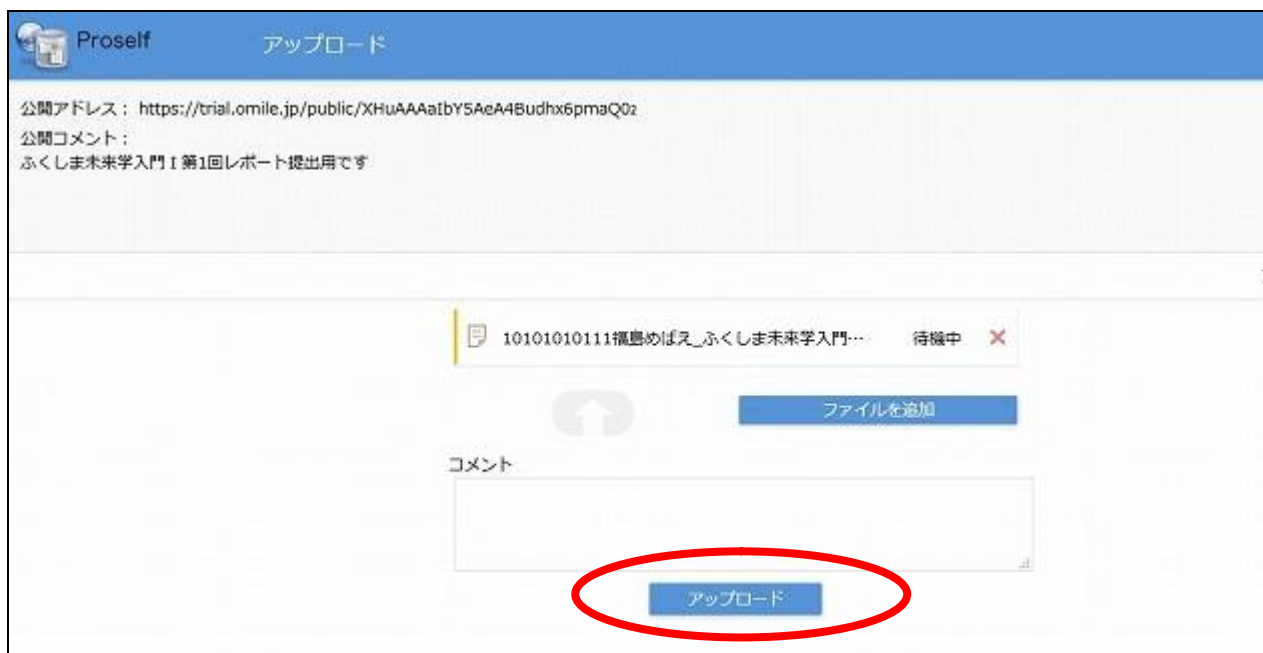 Proself
アップロード
公開アドレス： https://trial.omile.jp/public/XHuAAAaIbY5AeA4Budhx6pmaQ0z
公開コメント：
ふくしま未来学入門Ⅰ第1回レポート提出用です
10101010111福島めばえ_ふくしま未来学入門… 待機中
ファイルを追加
コメント
アップロード